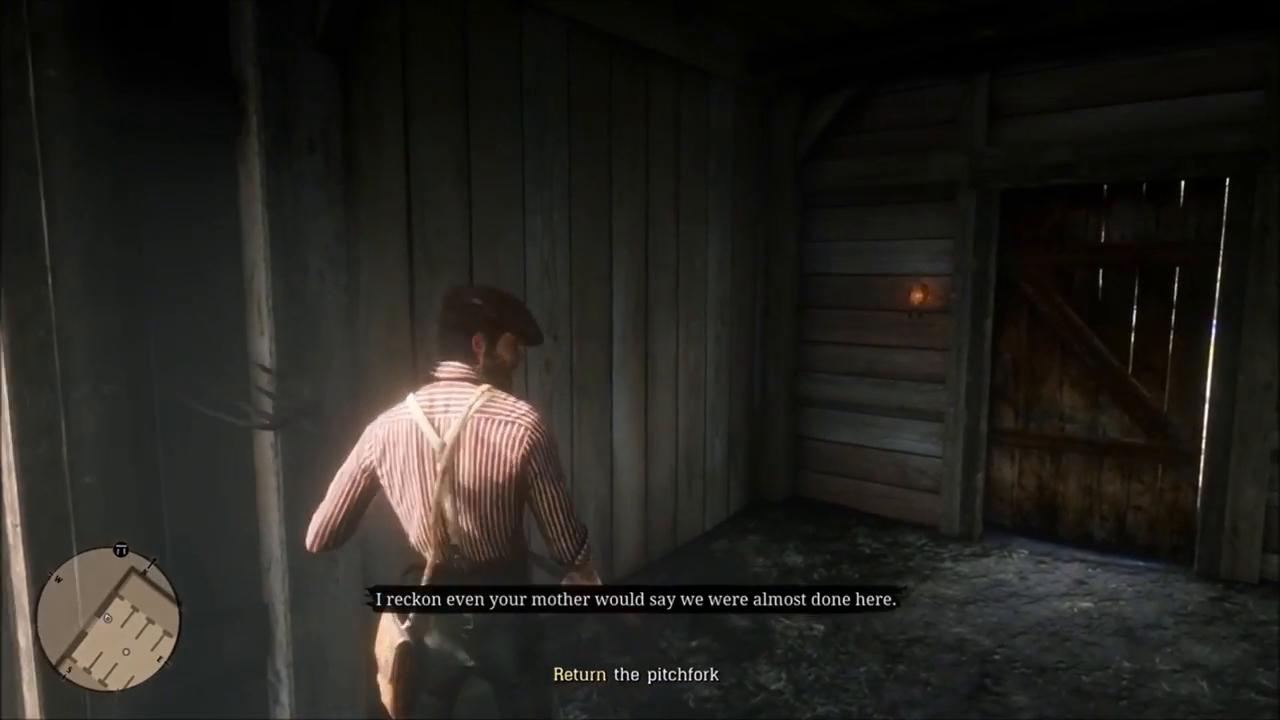 W
E
S
I reckon even your mother would say we were almost done here.
Return the pitchfork